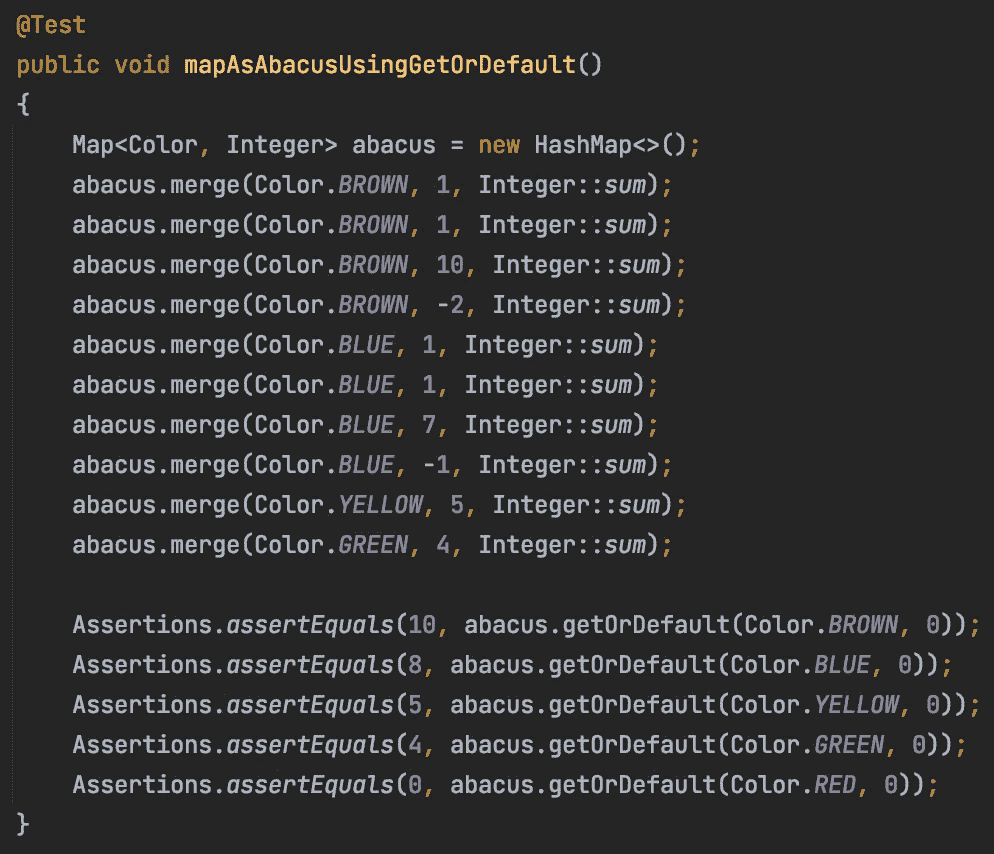 @Test
public void mapAsAbacusUsingGetOrDefault()
{
    Map<Color, Integer> abacus = new HashMap<>();
    abacus.merge(Color.BROWN, 1, Integer::sum);
    abacus.merge(Color.BROWN, 1, Integer::sum);
    abacus.merge(Color.BROWN, 10, Integer::sum);
    abacus.merge(Color.BROWN, -2, Integer::sum);
    abacus.merge(Color.BLUE, 1, Integer::sum);
    abacus.merge(Color.BLUE, 1, Integer::sum);
    abacus.merge(Color.BLUE, 7, Integer::sum);
    abacus.merge(Color.BLUE, -1, Integer::sum);
    abacus.merge(Color.YELLOW, 5, Integer::sum);
    abacus.merge(Color.GREEN, 4, Integer::sum);

    Assertions.assertEquals(10, abacus.getOrDefault(Color.BROWN, 0));
    Assertions.assertEquals(8, abacus.getOrDefault(Color.BLUE, 0));
    Assertions.assertEquals(5, abacus.getOrDefault(Color.YELLOW, 0));
    Assertions.assertEquals(4, abacus.getOrDefault(Color.GREEN, 0));
    Assertions.assertEquals(0, abacus.getOrDefault(Color.RED, 0));
}